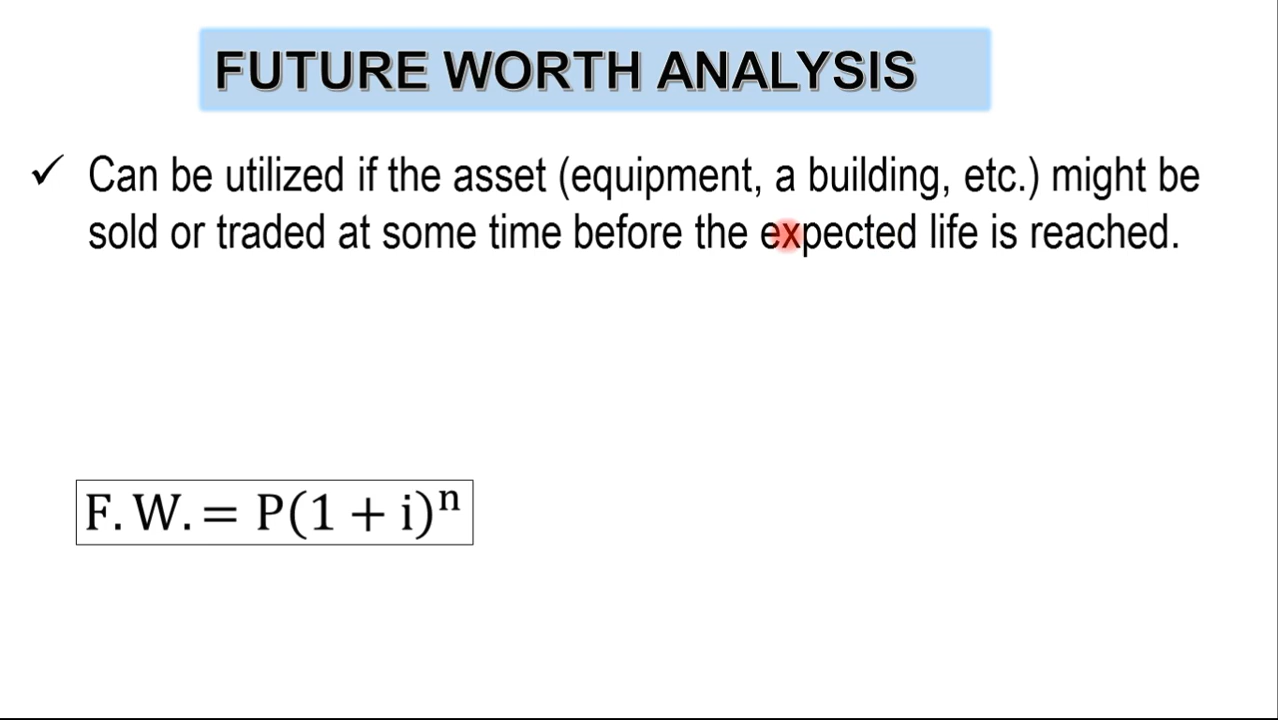 FUTURE WORTH ANALYSIS
✓ Can be utilized if the asset (equipment, a building, etc.) might be
sold or traded at some time before the expected life is reached.
F. W. = P(1 + i)ⁿ